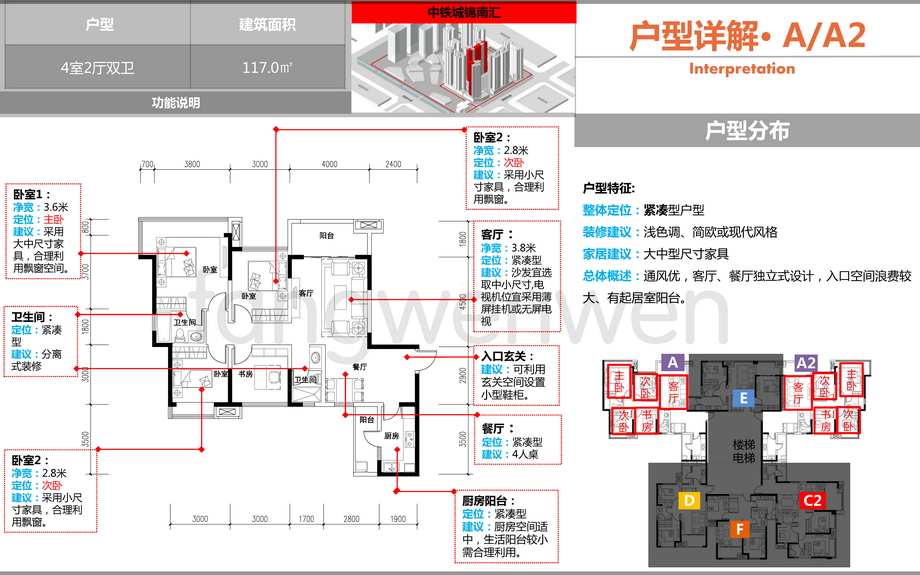 户型
建筑面积
4室2厅双卫
117.0㎡
功能说明
中铁城锦南汇
户型详解• A/A2
Interpretation
户型分布
户型特征:
整体定位：紧凑型户型
装修建议：浅色调、简欧或现代风格
家居建议：大中型尺寸家具
总体概述：通风优，客厅、餐厅独立式设计，入口空间浪费较
大、有起居室阳台。
700
3800
3000
4000
2400
卧室1：
净宽：3.6米
定位：主卧
建议：采用
大中尺寸家
具，合理利
用飘窗空间。
卫生间：
定位：紧凑
型
建议：分离
式装修
卧室2：
净宽：2.8米
定位：次卧
建议：采用小尺
寸家具，合理利
用飘窗。
卧室2：
净宽：2.8米
定位：次卧
建议：采用小尺
寸家具，合理利
用飘窗。
客厅：
净宽：3.8米
定位：紧凑型
建议：沙发宜选
取中小尺寸,电
视机位宜采用薄
屏挂机或无屏电
视
入口玄关：
建议：可利用
玄关空间设置
小型鞋柜。
餐厅：
定位：紧凑型
建议：4人桌
厨房阳台：
定位：紧凑型
建议：厨房空间适
中，生活阳台较小
需合理利用。
800
1800
3000
3500
1800
4500
2900
3500
阳台
卧室
卧室
客厅
卫生间
卧室
书房
卫生间
餐厅
阳台
厨房
3000
3000
1700
2800
1900
tangwenwen
A
A2
主卧
次卧
客厅
次卧
书房
E
客厅
次卧
主卧
书房
次卧
楼梯
电梯
D
F
C2